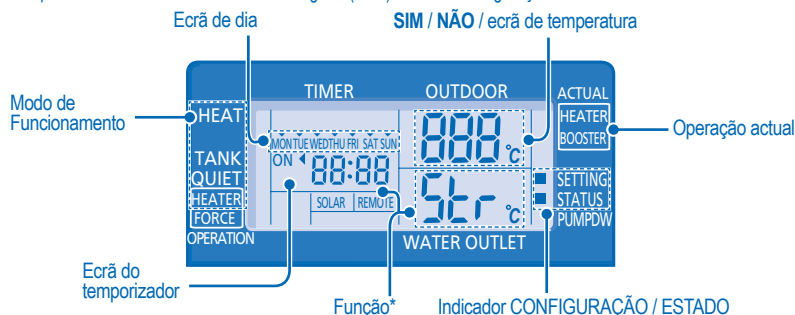 Ecrã de dia
SIM / NÃO / ecrã de temperatura
TIMER
OUTDOOR
ACTUAL
Modo de
Funcionamento
HEAT
HEATER
BOOSTER
Operação actual
MON TUE WED THU FRI SAT SUN
888 °C
ON
88:88
TANK
QUIET
HEATER
FORCE
OPERATION
SOLAR
REMOTE
Str °C
SETTING
STATUS
PUMPDW
WATER OUTLET
Ecrã do
temporizador
Função*
Indicador CONFIGURAÇÃO / ESTADO